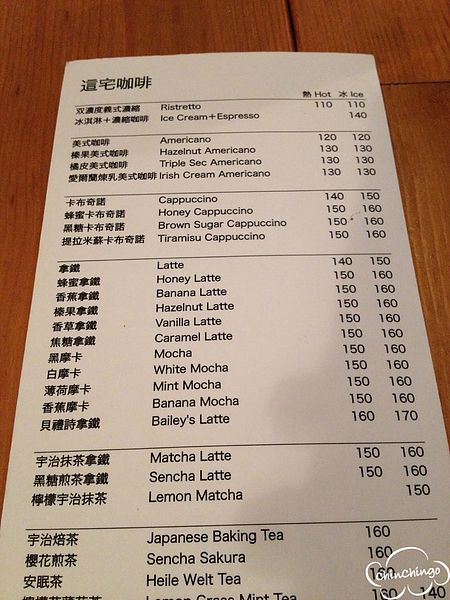 這宅咖啡
熱 Hot 冰 Ice
双濃度義式濃縮 Ristretto 110 110
冰淇淋＋濃縮咖啡 Ice Cream＋Espresso 140
美式咖啡 Americano 120 120
榛果美式咖啡 Hazelnut Americano 130 130
橘皮美式咖啡 Triple Sec Americano 130 130
愛爾蘭煉乳美式咖啡 Irish Cream Americano 130 130
卡布奇諾 Cappuccino 140 150
蜂蜜卡布奇諾 Honey Cappuccino 150 160
黑糖卡布奇諾 Brown Sugar Cappuccino 150 160
提拉米蘇卡布奇諾 Tiramisu Cappuccino 150 160
拿鐵 Latte 140 150
蜂蜜拿鐵 Honey Latte 150 160
香蕉拿鐵 Banana Latte 150 160
榛果拿鐵 Hazelnut Latte 150 160
香草拿鐵 Vanilla Latte 150 160
焦糖拿鐵 Caramel Latte 150 160
黑摩卡 Mocha 150 160
白摩卡 White Mocha 150 160
薄荷摩卡 Mint Mocha 150 160
香蕉摩卡 Banana Mocha 150 160
貝禮詩拿鐵 Bailey's Latte 160 170
宇治抹茶拿鐵 Matcha Latte 150 160
黑糖煎茶拿鐵 Sencha Latte 150 160
檸檬宇治抹茶 Lemon Matcha 150
宇治焙茶 Japanese Baking Tea 160
櫻花煎茶 Sencha Sakura 160
安眠茶 Heile Welt Tea 160
Lemon Grass Mint Tea 160 140
chinchingo